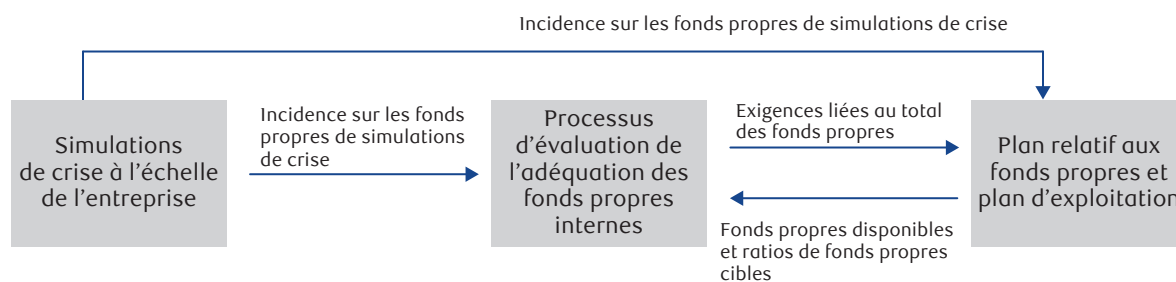 Incidence sur les fonds propres de simulations de crise
Simulations
de crise à l'échelle
de l'entreprise
Incidence sur les fonds
propres de simulations
de crise
Processus
d'évaluation de
l'adéquation des
fonds propres
internes
Exigences liées au total
des fonds propres
Fonds propres disponibles
et ratios de fonds propres
cibles
Plan relatif aux
fonds propres et
plan d'exploitation